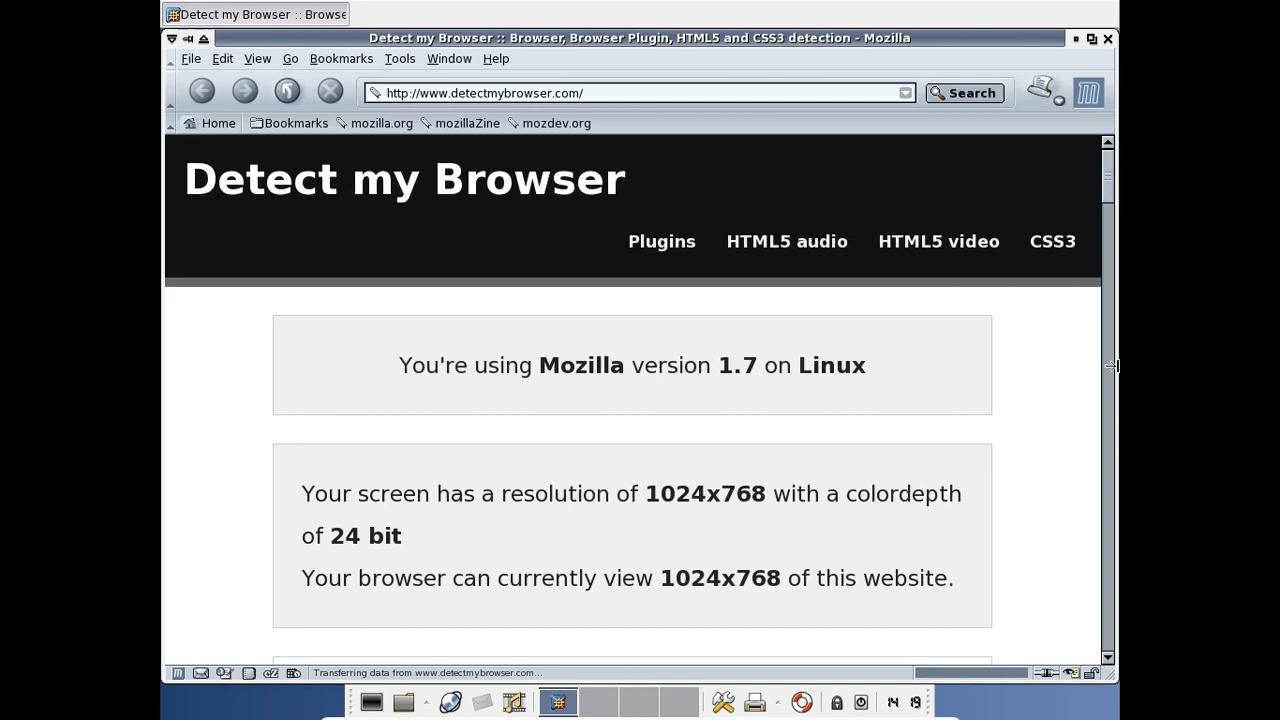 Detect my Browser :: Browse
Detect my Browser :: Browser, Browser Plugin, HTML5 and CSS3 detection - Mozilla
File Edit View Go Bookmarks Tools Window Help
http://www.detectmybrowser.com/ Search
Home Bookmarks mozilla.org mozillaZine mozdev.org
Detect my Browser
Plugins HTML5 audio HTML5 video CSS3
You're using Mozilla version 1.7 on Linux
Your screen has a resolution of 1024x768 with a colordepth
of 24 bit
Your browser can currently view 1024x768 of this website.
Transferring data from www.detectmybrowser.com...
14 19